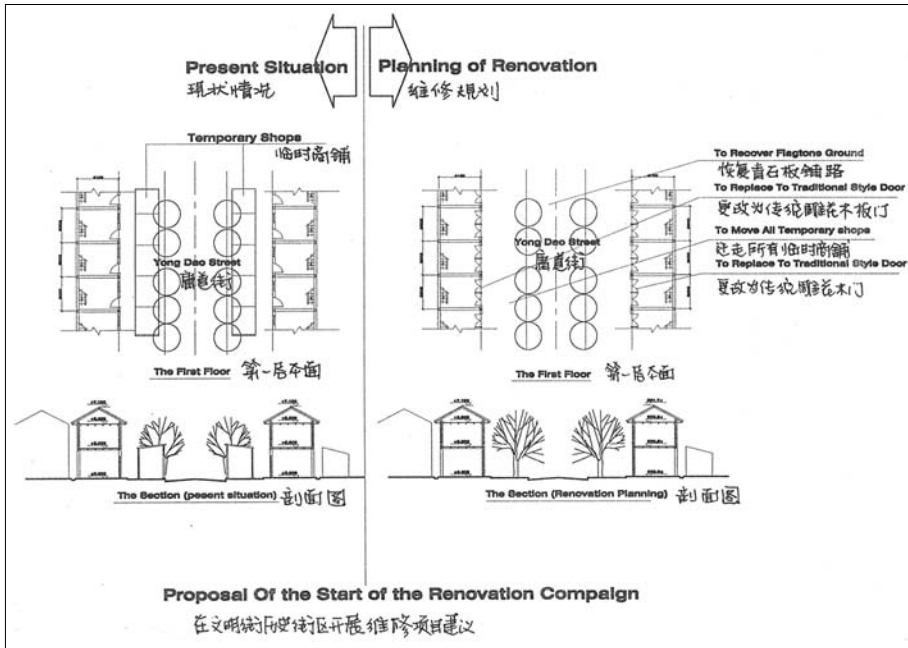 Present Situation
现状情况
Planning of Renovation
维修规划
Temporary Shops
临时商铺
Yong Dao Street
甬道街
The First Floor
第一层平面
The Section (pesent situation)
剖面图
To Recover Flagtone Ground
恢复青石板铺路
To Replace To Traditional Style Door
更改为传统雕花木板门
To Move All Temporary shops
迁走所有临时商铺
To Replace To Traditional Style Door
更改为传统雕花木门
Yong Dao Street
甬道街
The First Floor
第一层平面
The Section (Renovation Planning)
剖面图
Proposal Of the Start of the Renovation Compaign
在文明街历史街区开展维修项目建议